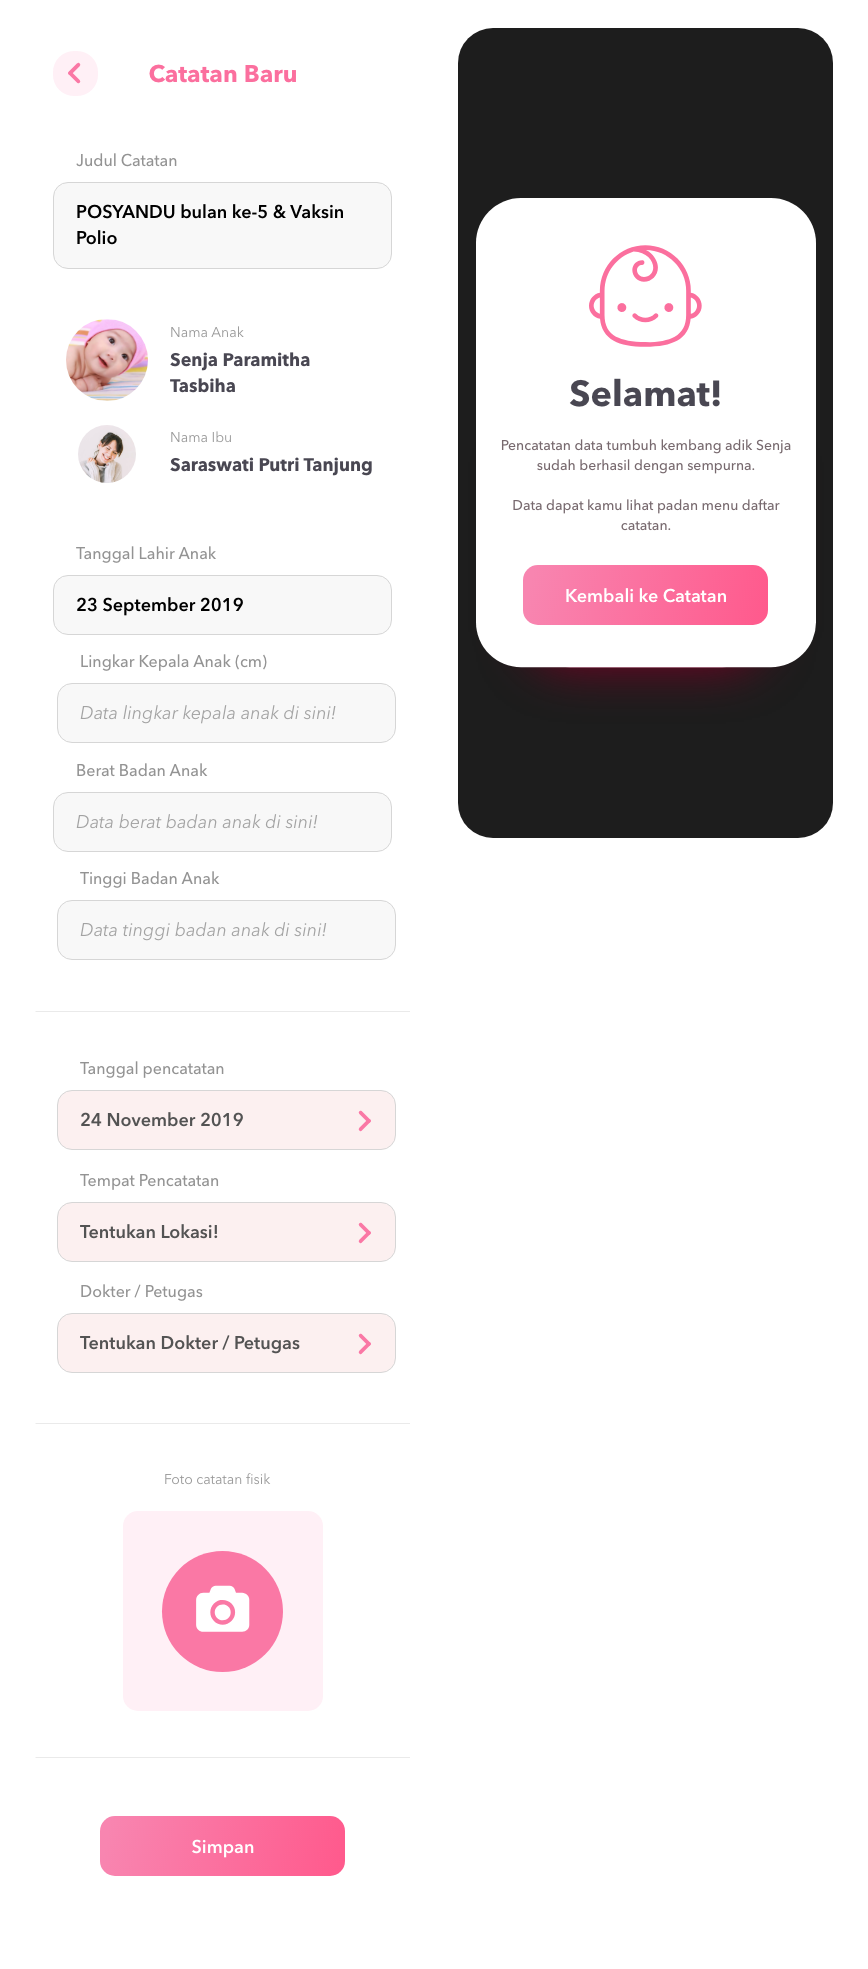 Catatan Baru
Judul Catatan
POSYANDU bulan ke-5 & Vaksin
Polio
Nama Anak
Senja Paramitha
Tasbiha
Nama Ibu
Saraswati Putri Tanjung
Tanggal Lahir Anak
23 September 2019
Lingkar Kepala Anak (cm)
Data lingkar kepala anak di sini!
Berat Badan Anak
Data berat badan anak di sini!
Tinggi Badan Anak
Data tinggi badan anak di sini!
Tanggal pencatatan
24 November 2019
Tempat Pencatatan
Tentukan Lokasi!
Dokter / Petugas
Tentukan Dokter / Petugas
Foto catatan fisik
Simpan
Selamat!
Pencatatan data tumbuh kembang adik Senja
sudah berhasil dengan sempurna.
Data dapat kamu lihat padan menu daftar
catatan.
Kembali ke Catatan